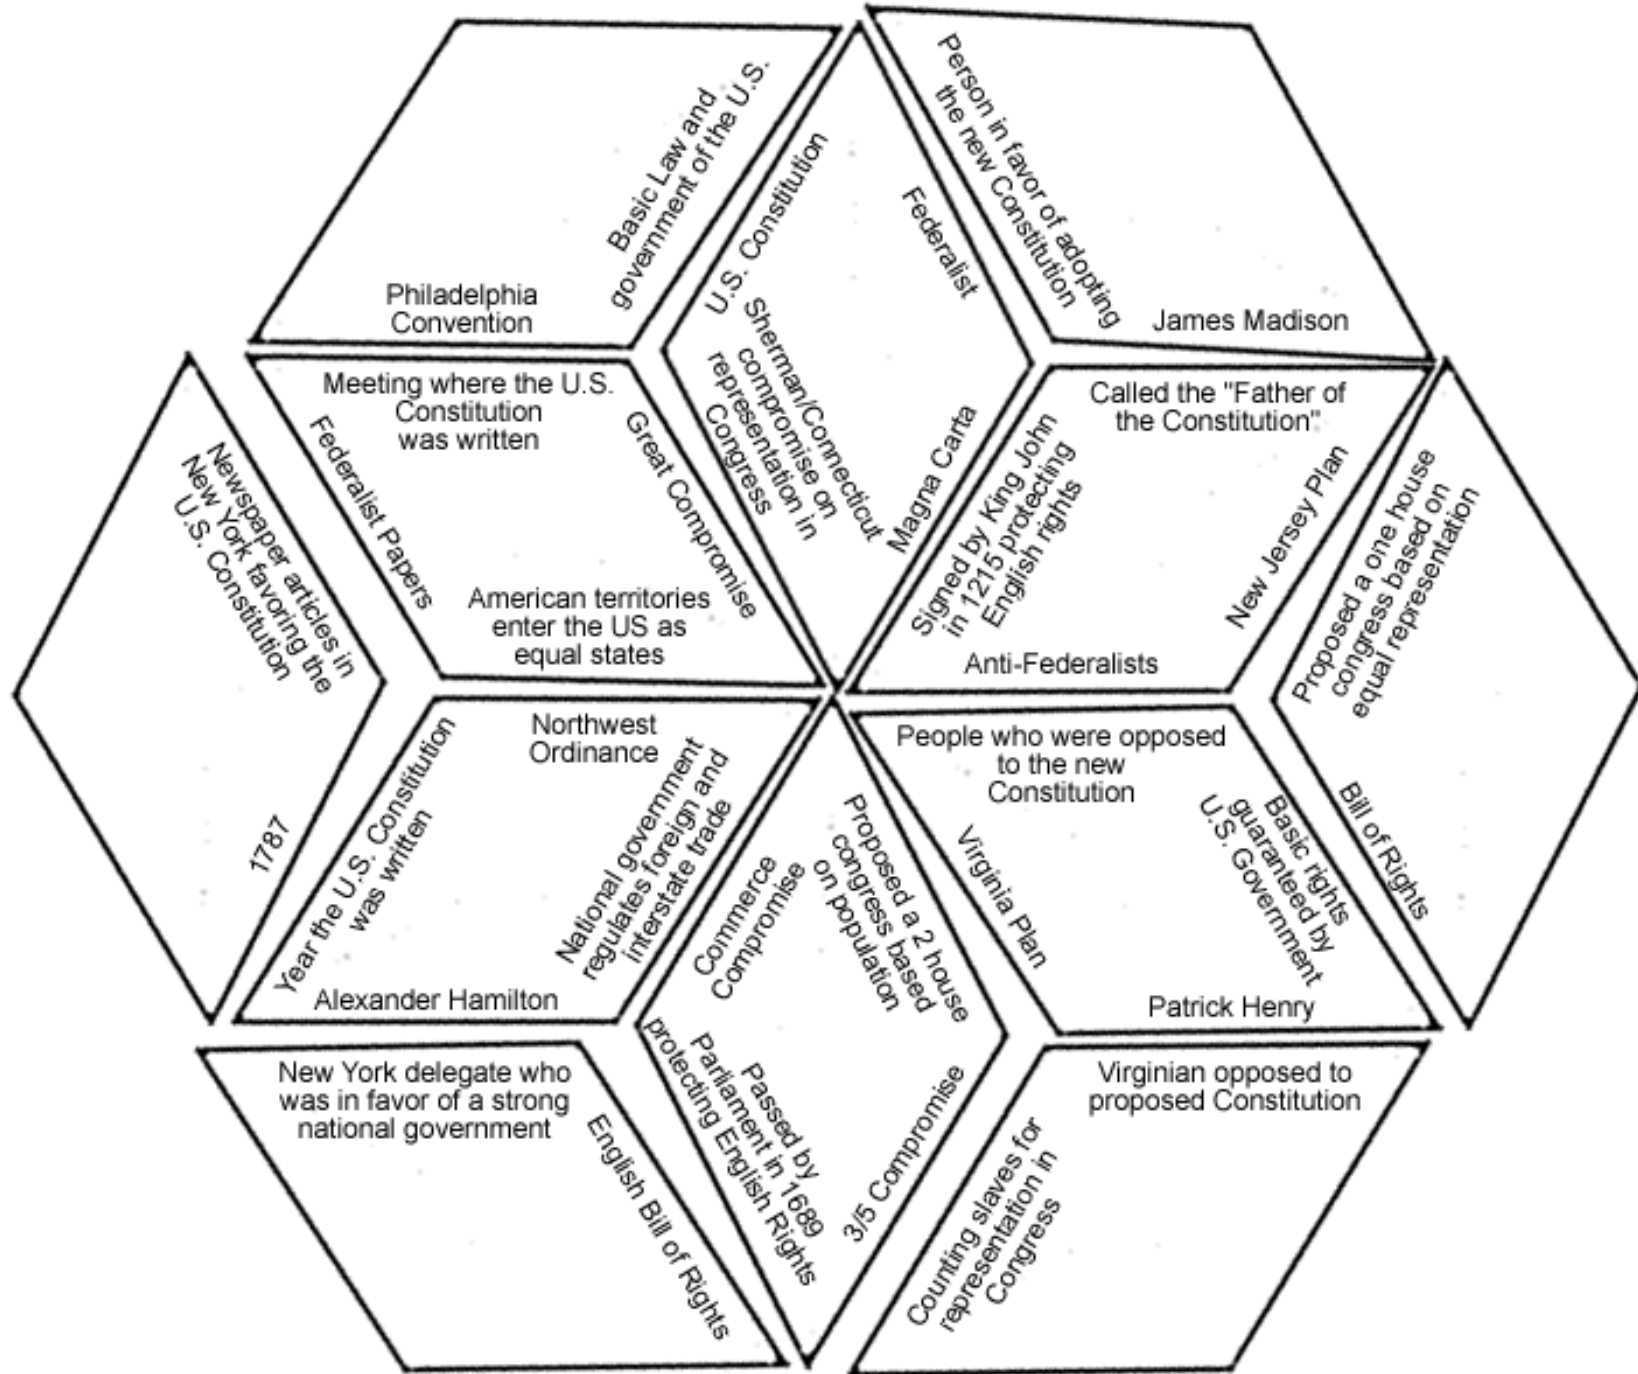 Basic Law and
government of the U.S.
Philadelphia
Convention
U.S. Constitution
Federalist
Sherman/Connecticut
compromise on
representation in
Congress
Magna Carta
Person in favor of adopting
the new Constitution
James Madison
Meeting where the U.S.
Constitution
was written
Federalist Papers
Great Compromise
American territories
enter the US as
equal states
Called the "Father of
the Constitution"
Signed by King John
in 1215 protecting
English rights
New Jersey Plan
Anti-Federalists
Newspaper articles in
New York favoring the
U.S. Constitution
1787
Proposed a one house
congress based on
equal representation
Bill of Rights
Northwest
Ordinance
Year the U.S. Constitution
was written
National government
regulates foreign and
interstate trade
Alexander Hamilton
Proposed a 2 house
congress based
on population
Commerce
Compromise
Passed by
Parliament in 1689
protecting English Rights
3/5 Compromise
People who were opposed
to the new
Constitution
Virginia Plan
Basic rights
guaranteed by
U.S. Government
Patrick Henry
New York delegate who
was in favor of a strong
national government
English Bill of Rights
Virginian opposed to
proposed Constitution
Counting slaves for
representation in
Congress